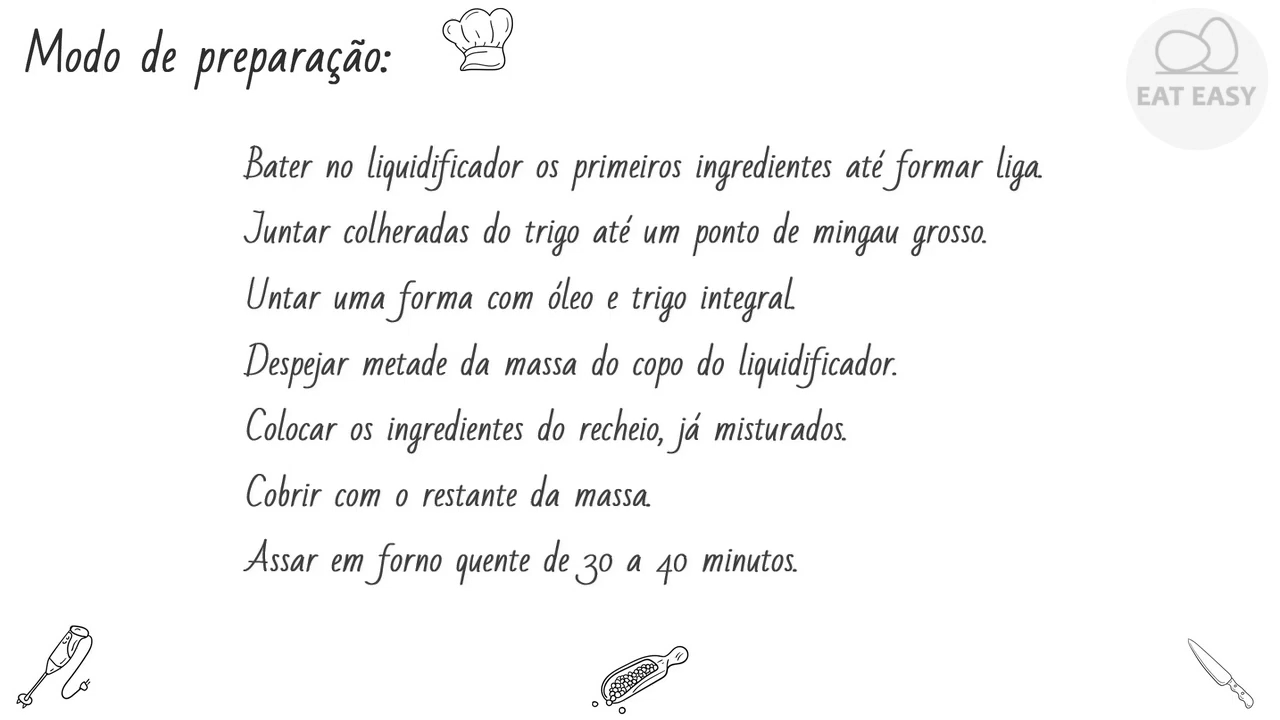 Modo de preparação:
EAT EASY
Bater no liquidificador os primeiros ingredientes até formar liga.
Juntar colheradas do trigo até um ponto de mingau grosso.
Untar uma forma com óleo e trigo integral.
Despejar metade da massa do copo do liquidificador.
Colocar os ingredientes do recheio, já misturados.
Cobrir com o restante da massa.
Assar em forno quente de 30 a 40 minutos.